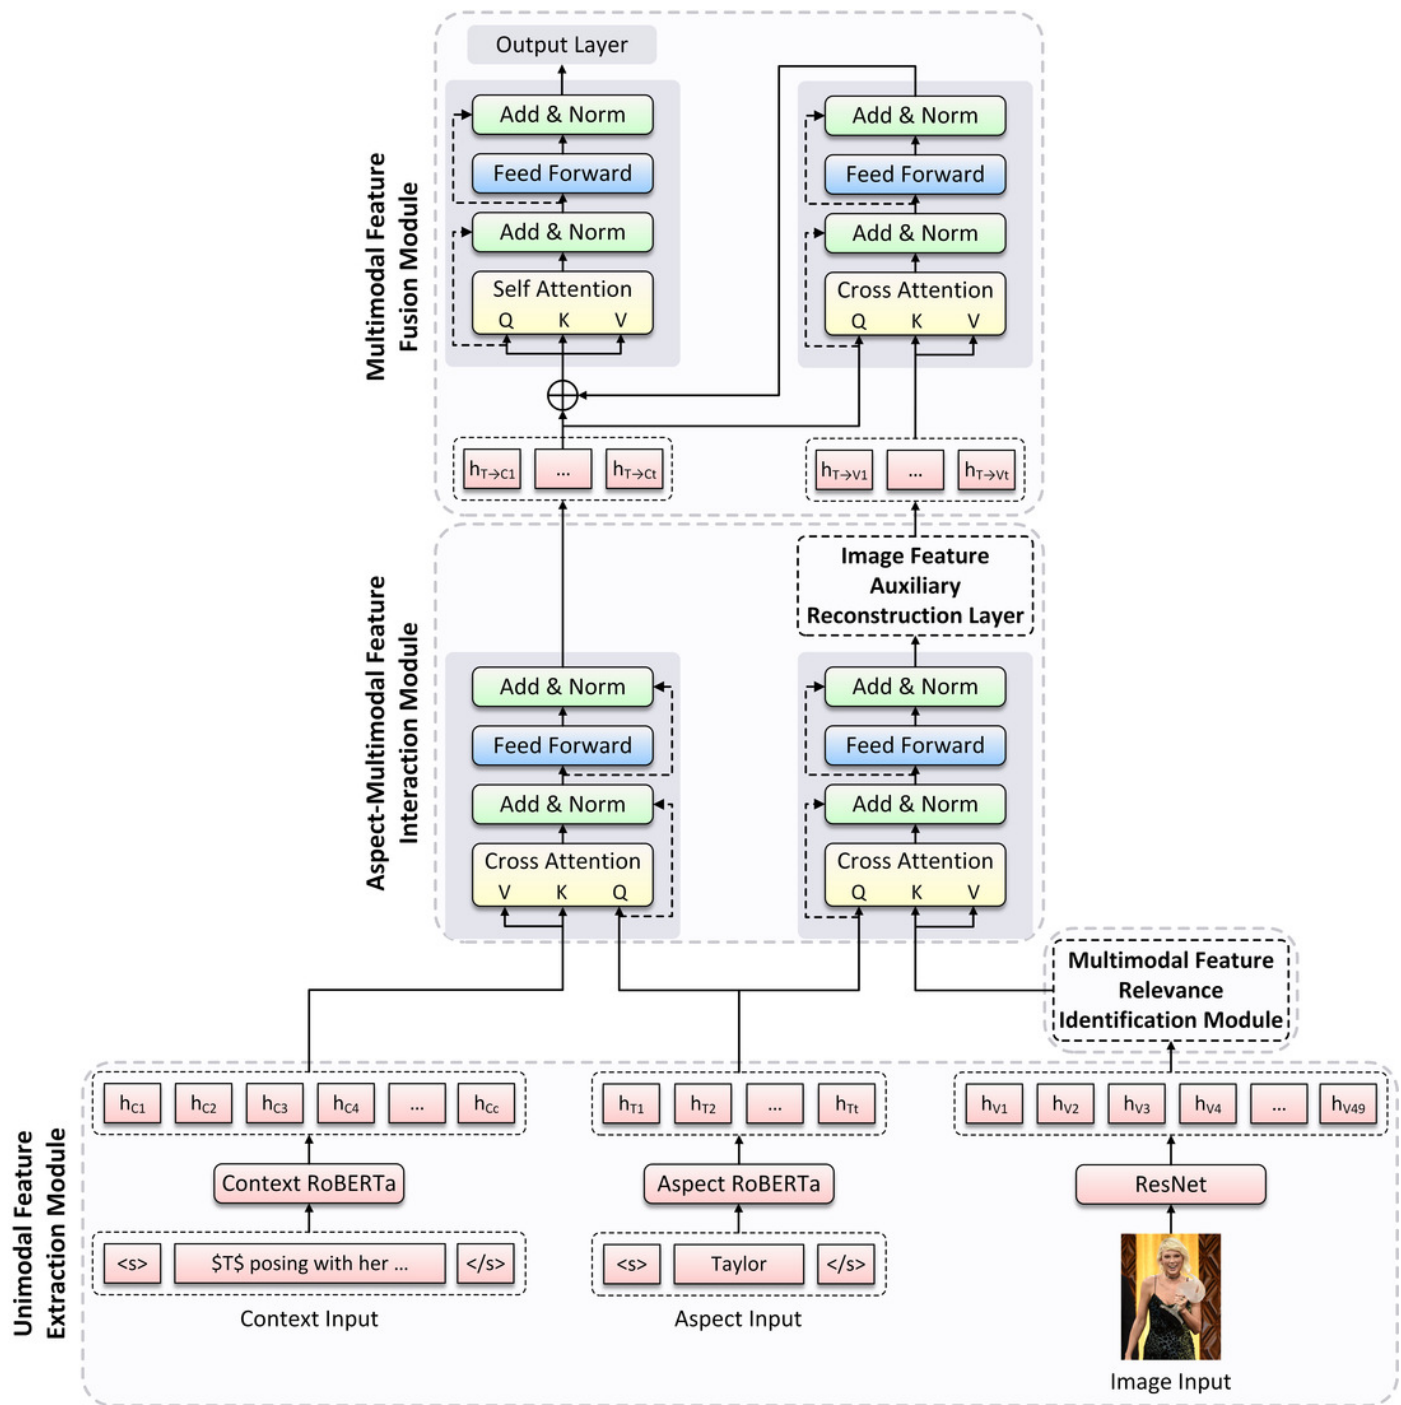 Output Layer
Add & Norm
Feed Forward
Add & Norm
Self Attention
Q K V
Add & Norm
Feed Forward
Add & Norm
Cross Attention
Q K V
Multimodal Feature
Fusion Module
hT→C1 ... hT→Ct
hT→V1 ... hT→Vt
Image Feature
Auxiliary
Reconstruction Layer
Aspect-Multimodal Feature
Interaction Module
Add & Norm
Feed Forward
Add & Norm
Cross Attention
V K Q
Add & Norm
Feed Forward
Add & Norm
Cross Attention
Q K V
Multimodal Feature
Relevance
Identification Module
Unimodal Feature
Extraction Module
hC1 hC2 hC3 hC4 ... hCc
hT1 hT2 ... hTt
hV1 hV2 hV3 hV4 ... hV49
Context RoBERTa
Aspect RoBERTa
ResNet
<s> $T$ posing with her ... </s>
<s> Taylor </s>
Context Input
Aspect Input
Image Input